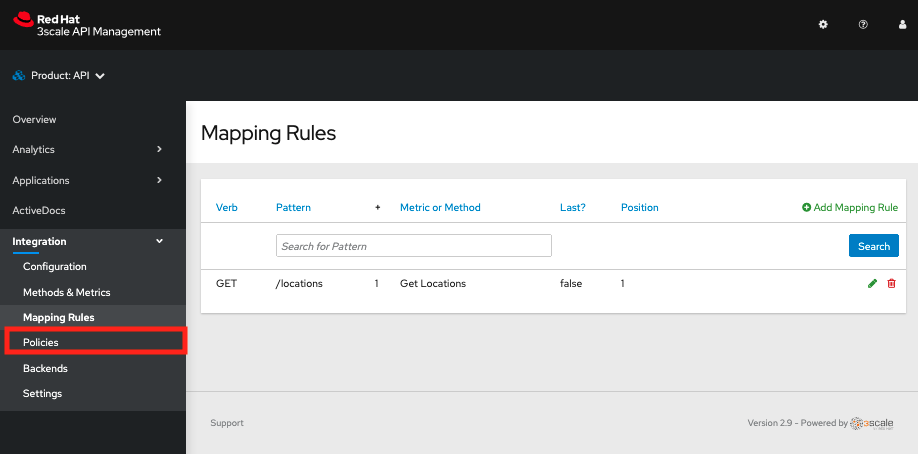 Red Hat
3scale API Management
Product: API
Overview
Analytics
Applications
ActiveDocs
Integration
Configuration
Methods & Metrics
Mapping Rules
Policies
Backends
Settings
Mapping Rules
Verb Pattern + Metric or Method Last? Position Add Mapping Rule
Search for Pattern Search
GET /locations 1 Get Locations false 1
Support
Version 2.9 - Powered by 3scale